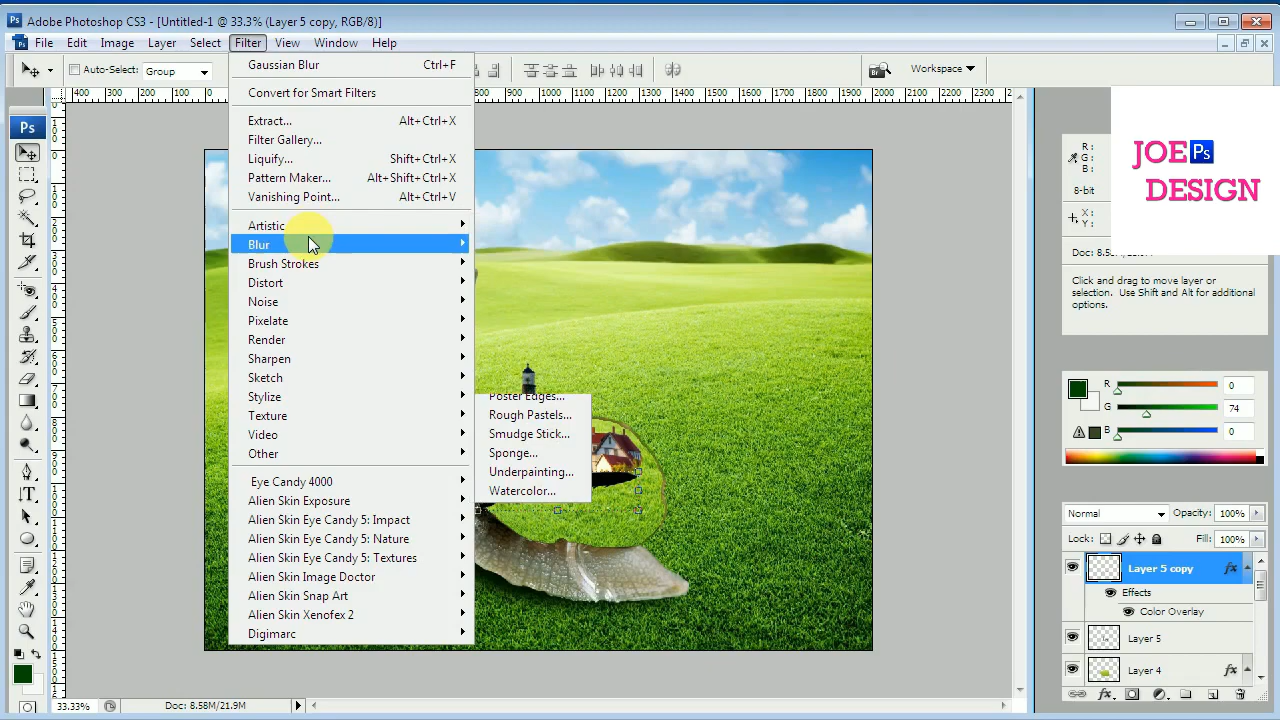 Adobe Photoshop CS3 - [Untitled-1 @ 33.3% (Layer 5 copy, RGB/8)]
File Edit Image Layer Select Filter View Window Help
Auto-Select: Group
Workspace
Gaussian Blur Ctrl+F
Convert for Smart Filters
Extract... Alt+Ctrl+X
Filter Gallery...
Liquify... Shift+Ctrl+X
Pattern Maker... Alt+Shift+Ctrl+X
Vanishing Point... Alt+Ctrl+V
Artistic
Blur
Brush Strokes
Distort
Noise
Pixelate
Render
Sharpen
Sketch
Stylize
Texture
Video
Other
Eye Candy 4000
Alien Skin Exposure
Alien Skin Eye Candy 5: Impact
Alien Skin Eye Candy 5: Nature
Alien Skin Eye Candy 5: Textures
Alien Skin Image Doctor
Alien Skin Snap Art
Alien Skin Xenofex 2
Digimarc
Poster Edges...
Rough Pastels...
Smudge Stick...
Sponge...
Underpainting...
Watercolor...
400 300 200 100 0 800 900 1000 1100 1200 1300 1400 1500 1600 1700 1800 1900 2000 2100 2200 2300
Ps
JOE Ps
DESIGN
R:
G:
B:
8-bit
X:
Y:
Click and drag to move layer or
selection. Use Shift and Alt for additional
options.
R 0
G 74
B 0
Normal Opacity: 100%
Lock: Fill: 100%
Layer 5 copy fx
Effects
Color Overlay
Layer 5
Layer 4 fx
33.33% Doc: 8.58M/21.9M